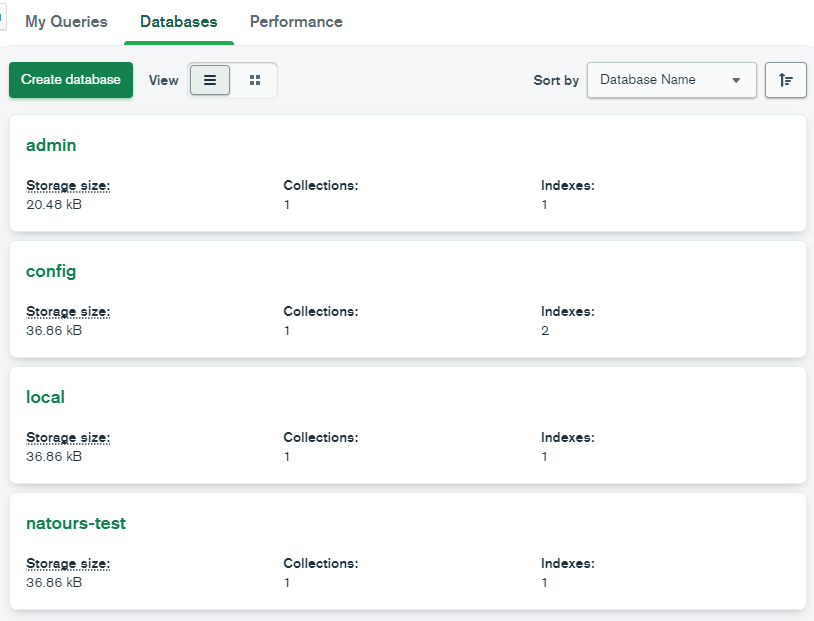 My Queries Databases Performance
Create database View Sort by Database Name
admin
Storage size: Collections: Indexes:
20.48 kB 1 1
config
Storage size: Collections: Indexes:
36.86 kB 1 2
local
Storage size: Collections: Indexes:
36.86 kB 1 1
natours-test
Storage size: Collections: Indexes:
36.86 kB 1 1